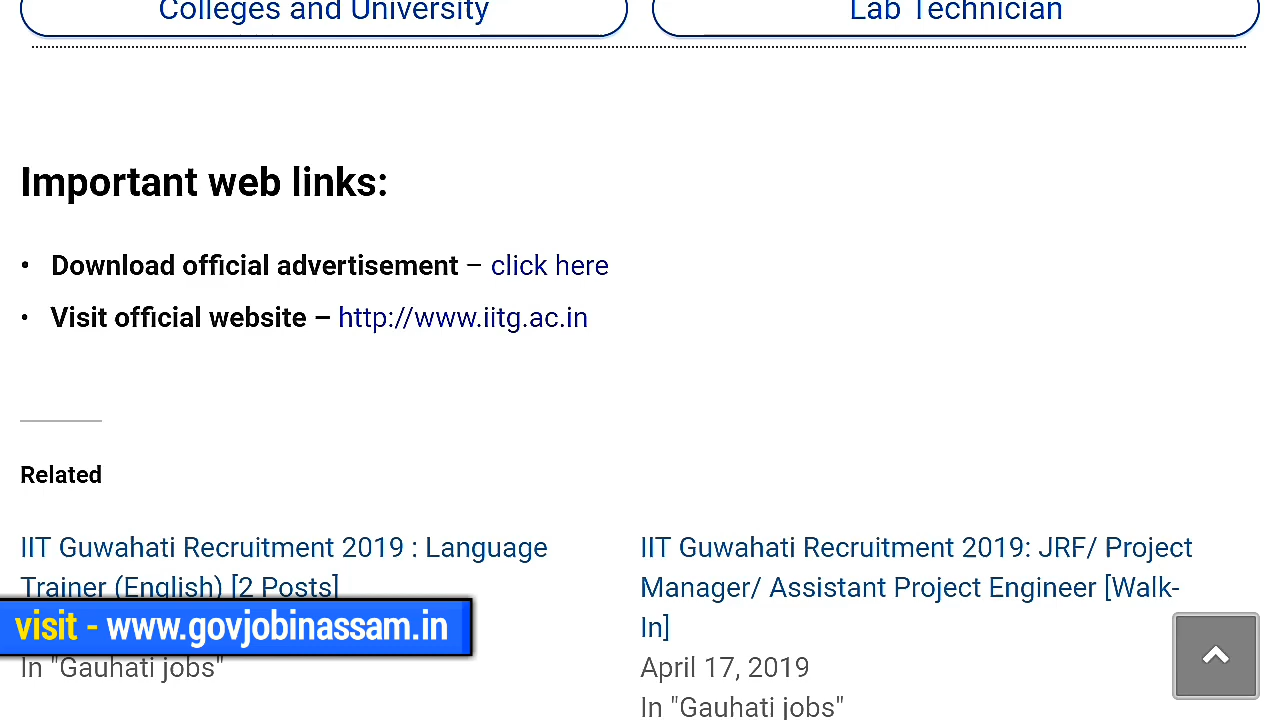 Colleges and University
Lab Technician
Important web links:
• Download official advertisement – click here
• Visit official website – http://www.iitg.ac.in
Related
IIT Guwahati Recruitment 2019 : Language
Trainer (English) [2 Posts]
visit - www.govjobinassam.in
In "Gauhati jobs"
IIT Guwahati Recruitment 2019: JRF/ Project
Manager/ Assistant Project Engineer [Walk-
In]
April 17, 2019
In "Gauhati jobs"